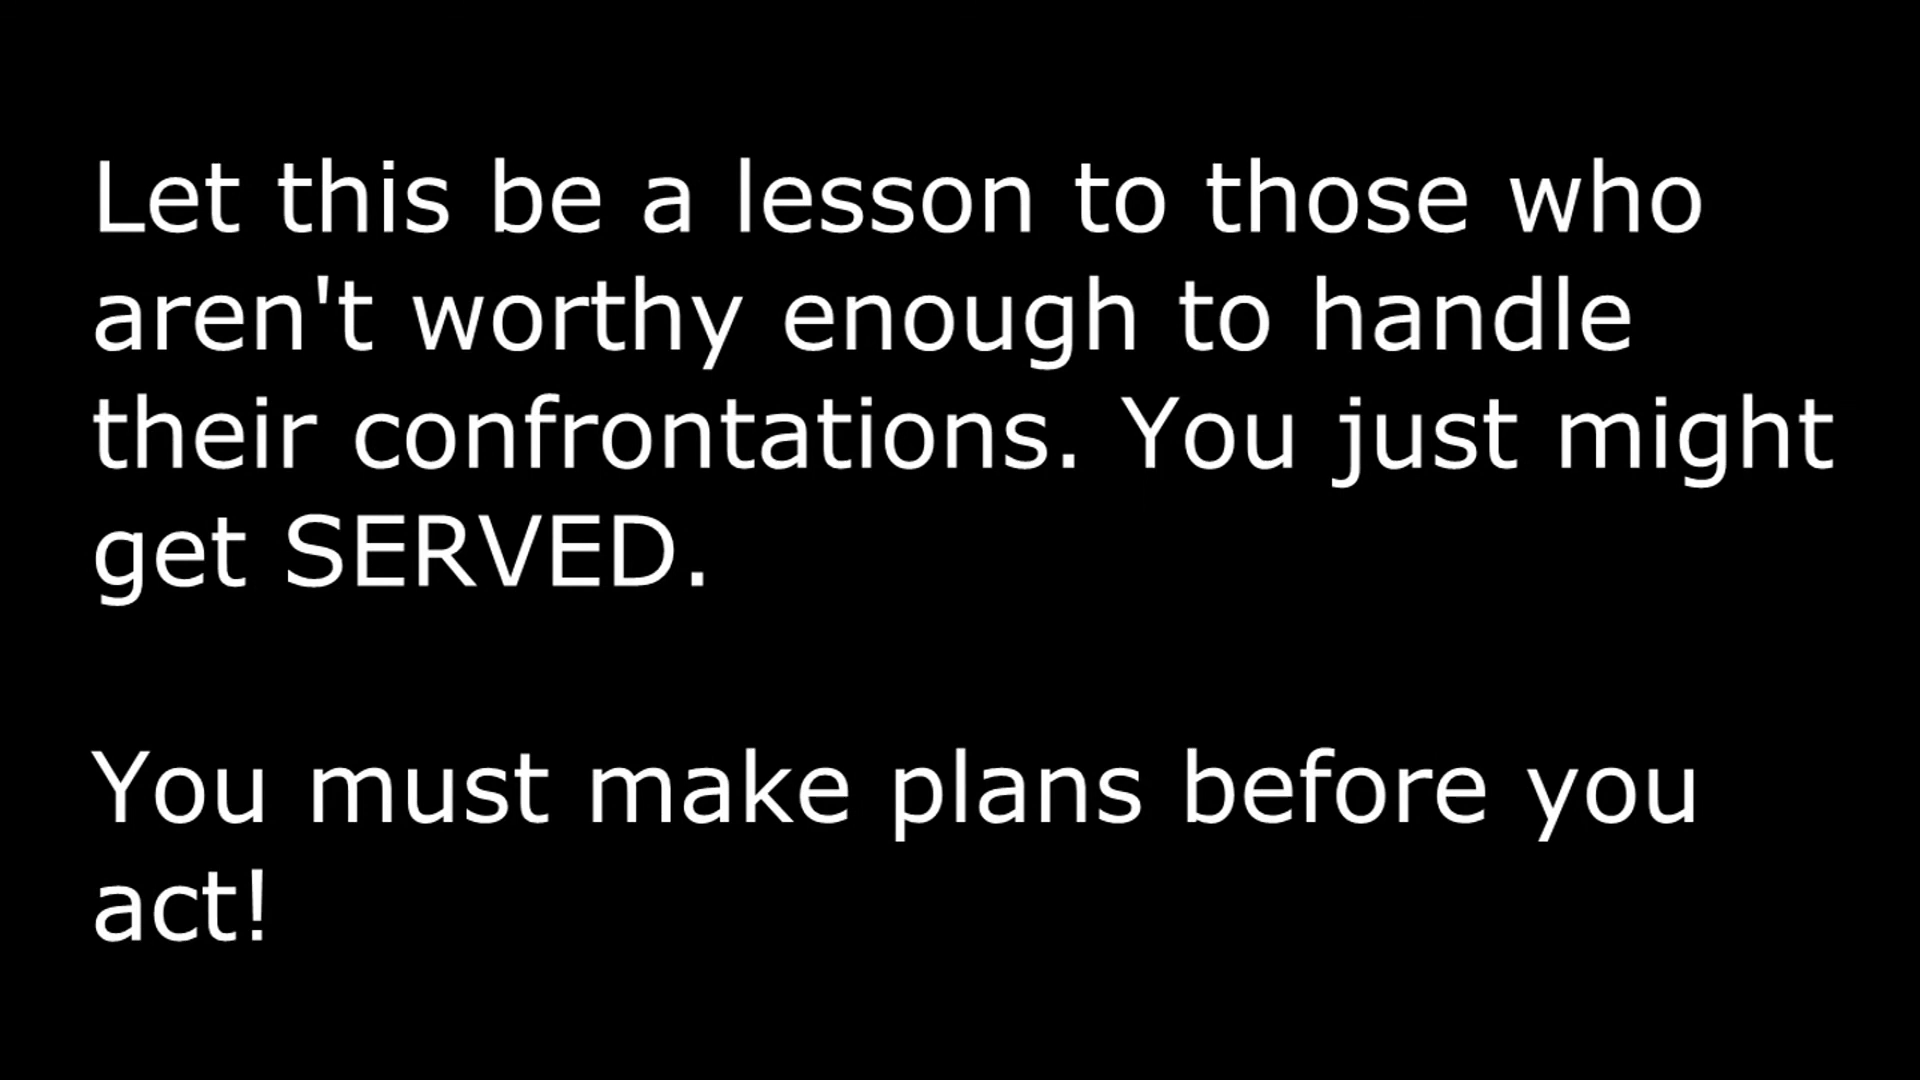 Let this be a lesson to those who
aren't worthy enough to handle
their confrontations. You just might
get SERVED.
You must make plans before you
act!